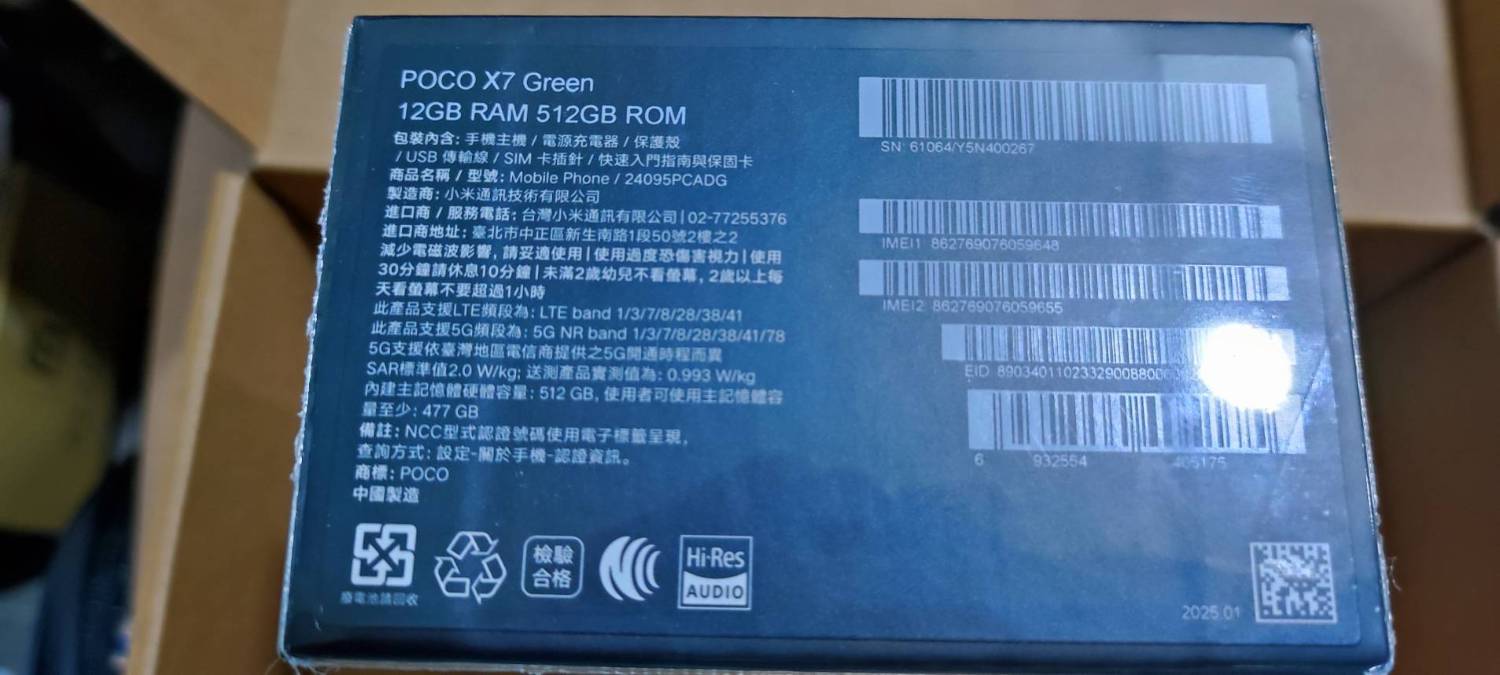 POCO X7 Green
12GB RAM 512GB ROM
包裝內含: 手機主機 / 電源充電器 / 保護殼
/ USB 傳輸線 / SIM 卡插針 / 快速入門指南與保固卡
商品名稱 / 型號: Mobile Phone / 24095PCADG
製造商: 小米通訊技術有限公司
進口商 / 服務電話: 台灣小米通訊有限公司 | 02-77255376
進口商地址: 臺北市中正區新生南路1段50號2樓之2
減少電磁波影響, 請妥適使用 | 使用過度恐傷害視力 | 使用
30分鐘請休息10分鐘 | 未滿2歲幼兒不看螢幕, 2歲以上每
天看螢幕不要超過1小時
此產品支援LTE頻段為: LTE band 1/3/7/8/28/38/41
此產品支援5G頻段為: 5G NR band 1/3/7/8/28/38/41/78
5G支援依臺灣地區電信商提供之5G開通時程而異
SAR標準值2.0 W/kg; 送測產品實測值為: 0.993 W/kg
內建主記憶體硬體容量: 512 GB, 使用者可使用主記憶體容
量至少: 477 GB
備註: NCC型式認證號碼使用電子標籤呈現,
查詢方式: 設定-關於手機-認證資訊。
商標: POCO
中國製造
廢電池請回收
檢驗
合格
Hi-Res
AUDIO
SN: 61064/Y5N400267
IMEI1 862769076059648
IMEI2 862769076059655
EID
6 932554
2025.01